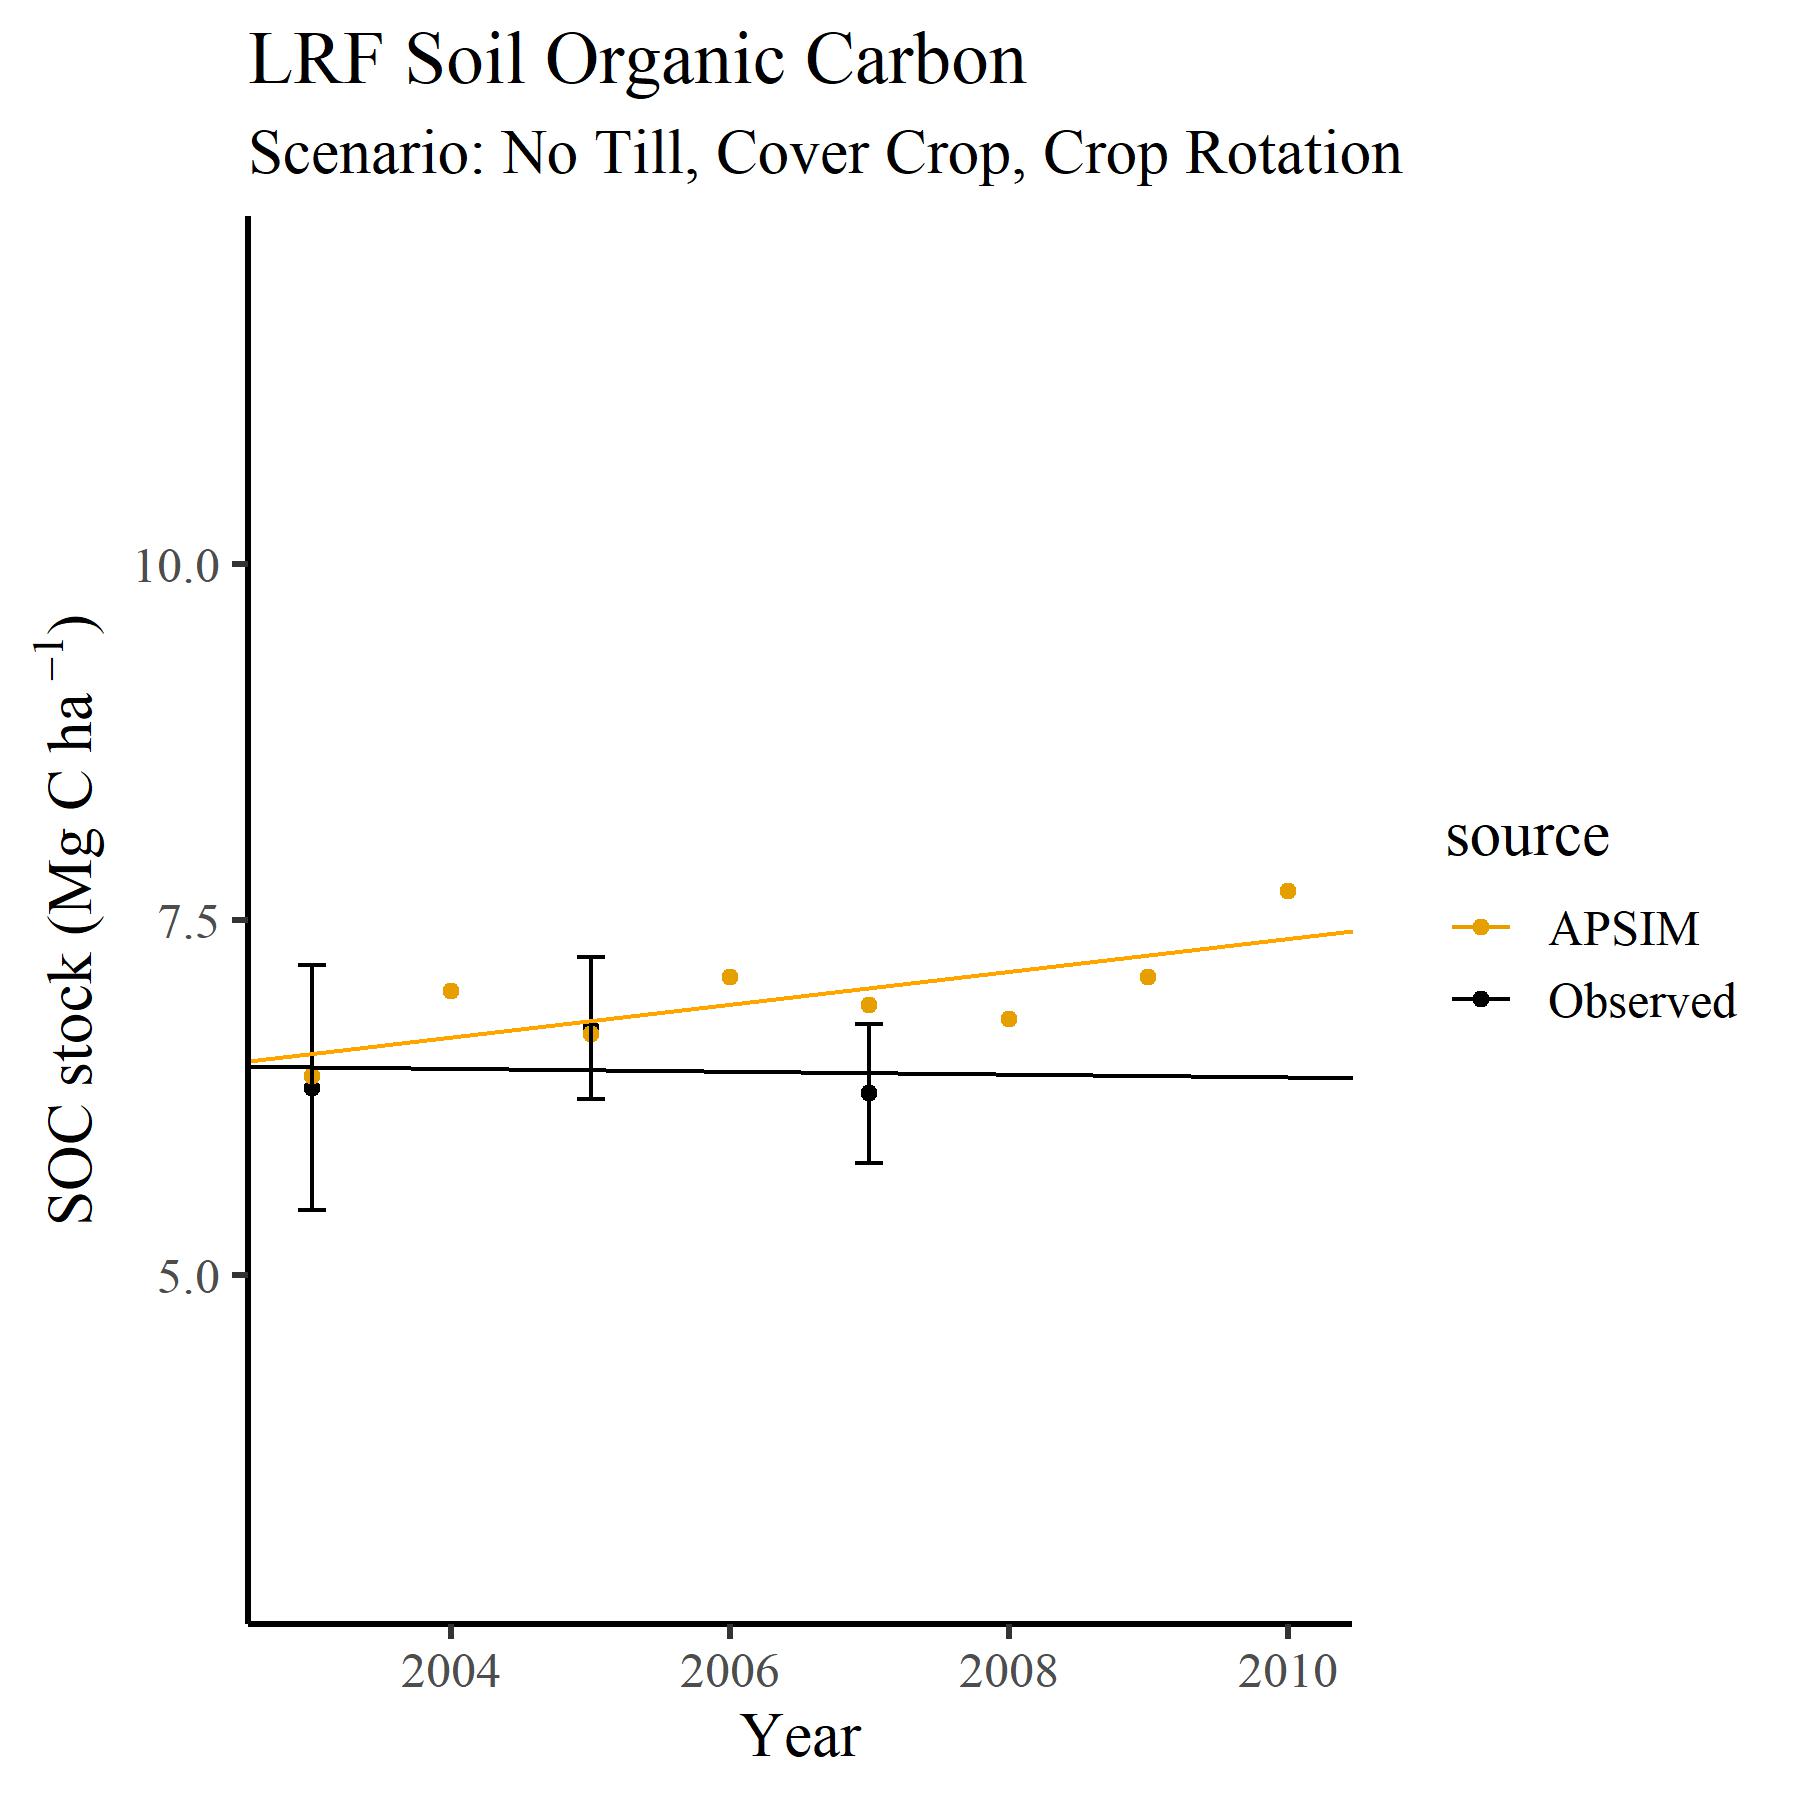 LRF Soil Organic Carbon
Scenario: No Till, Cover Crop, Crop Rotation
SOC stock (Mg C ha⁻¹)
10.0
7.5
5.0
2004 2006 2008 2010
Year
source
APSIM
Observed